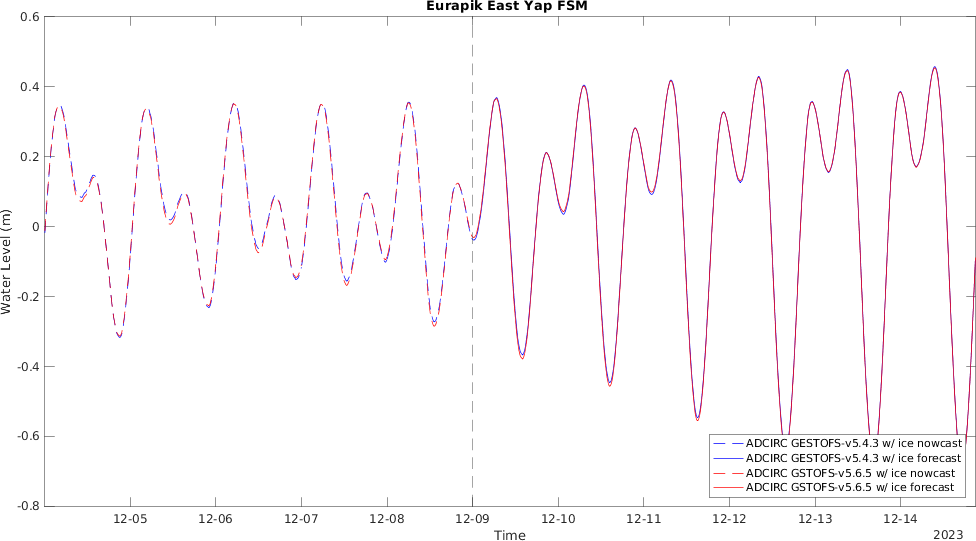 Eurapik East Yap FSM
0.6
0.4
0.2
0
-0.2
-0.4
-0.6
-0.8
Water Level (m)
ADCIRC GESTOFS-v5.4.3 w/ ice nowcast
ADCIRC GESTOFS-v5.4.3 w/ ice forecast
ADCIRC GSTOFS-v5.6.5 w/ ice nowcast
ADCIRC GSTOFS-v5.6.5 w/ ice forecast
12-05 12-06 12-07 12-08 12-09 12-10 12-11 12-12 12-13 12-14
Time
2023